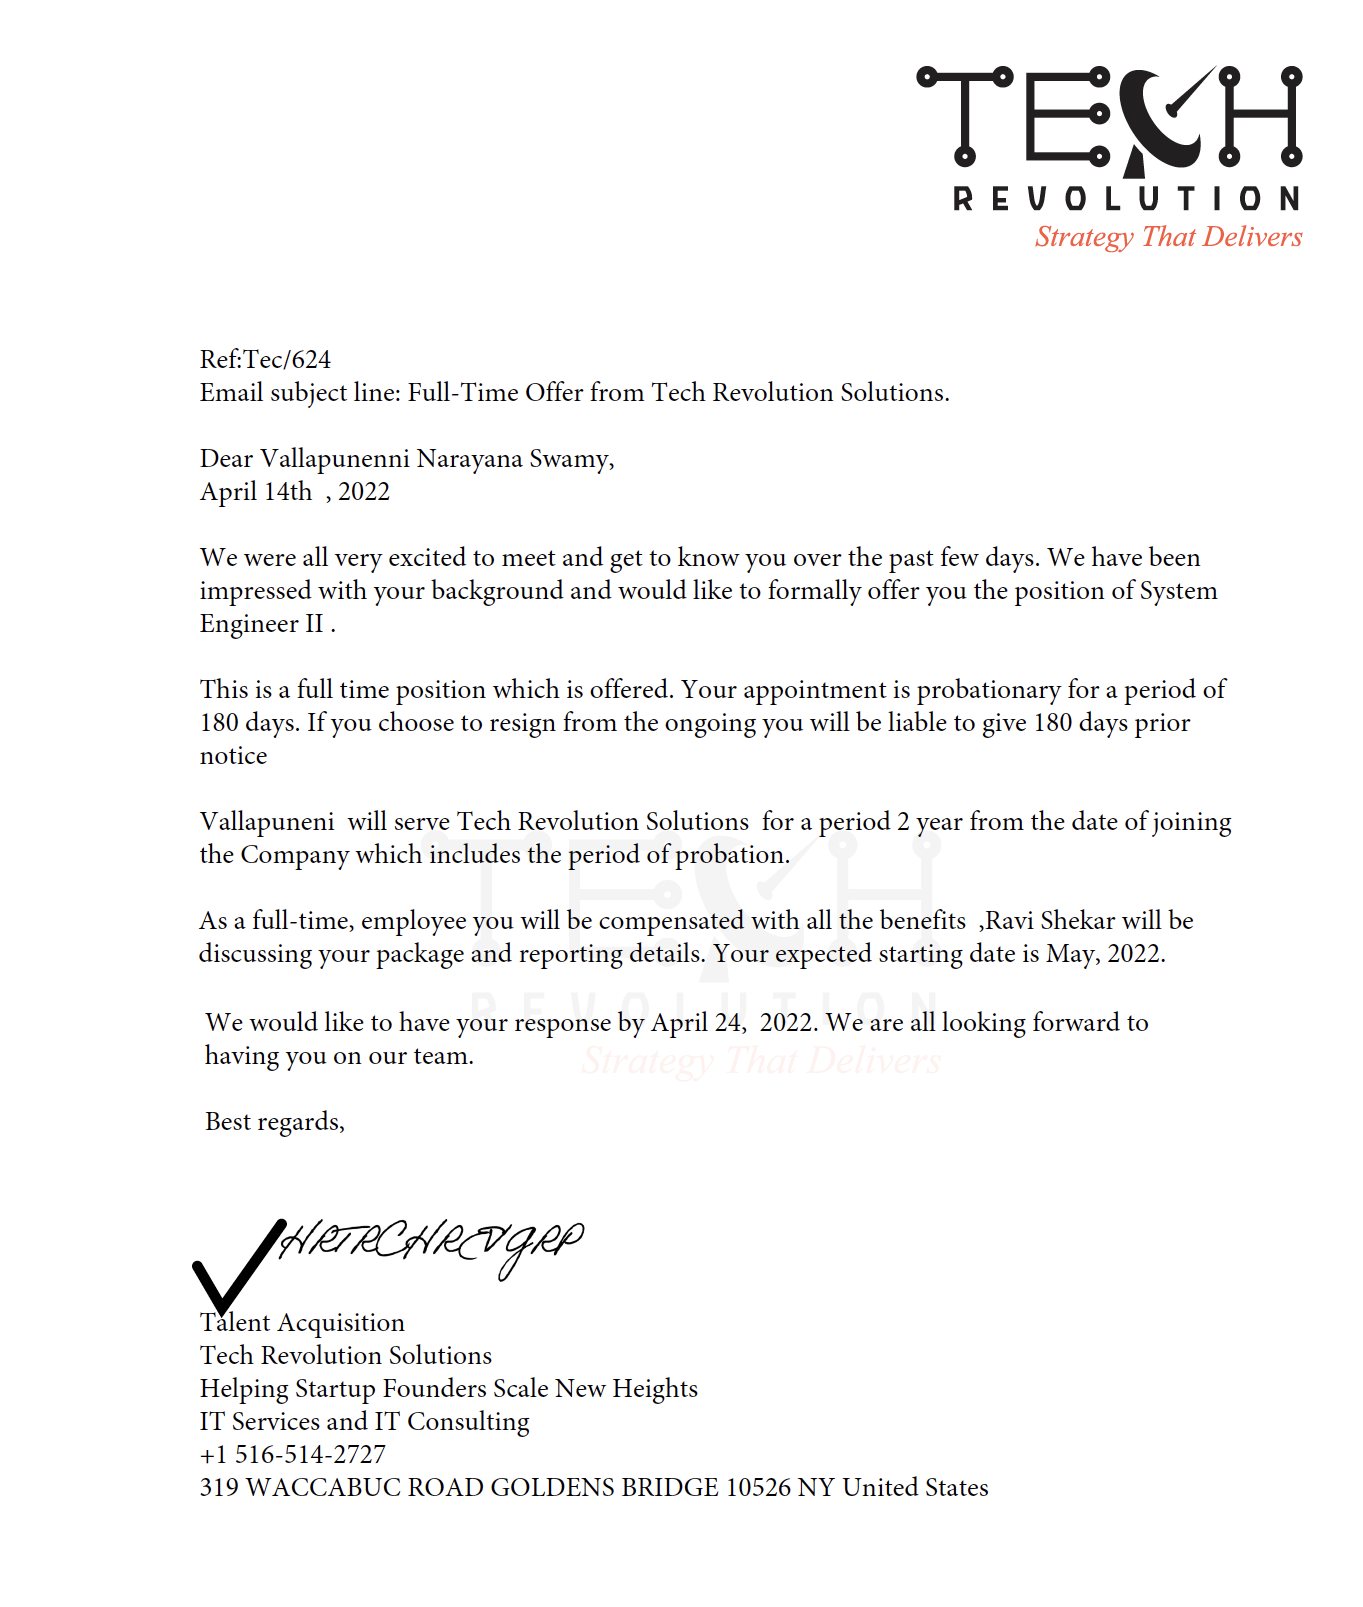 TECH
REVOLUTION
Strategy That Delivers
Ref:Tec/624
Email subject line: Full-Time Offer from Tech Revolution Solutions.
Dear Vallapunenni Narayana Swamy,
April 14th  , 2022
We were all very excited to meet and get to know you over the past few days. We have been
impressed with your background and would like to formally offer you the position of System
Engineer II .
This is a full time position which is offered. Your appointment is probationary for a period of
180 days. If you choose to resign from the ongoing you will be liable to give 180 days prior
notice
Vallapuneni  will serve Tech Revolution Solutions  for a period 2 year from the date of joining
the Company which includes the period of probation.
As a full-time, employee you will be compensated with all the benefits  ,Ravi Shekar will be
discussing your package and reporting details. Your expected starting date is May, 2022.
TECH
REVOLUTION
We would like to have your response by April 24,  2022. We are all looking forward to
having you on our team.
Strategy That Delivers
Best regards,
Talent Acquisition
Tech Revolution Solutions
Helping Startup Founders Scale New Heights
IT Services and IT Consulting
+1 516-514-2727
319 WACCABUC ROAD GOLDENS BRIDGE 10526 NY United States